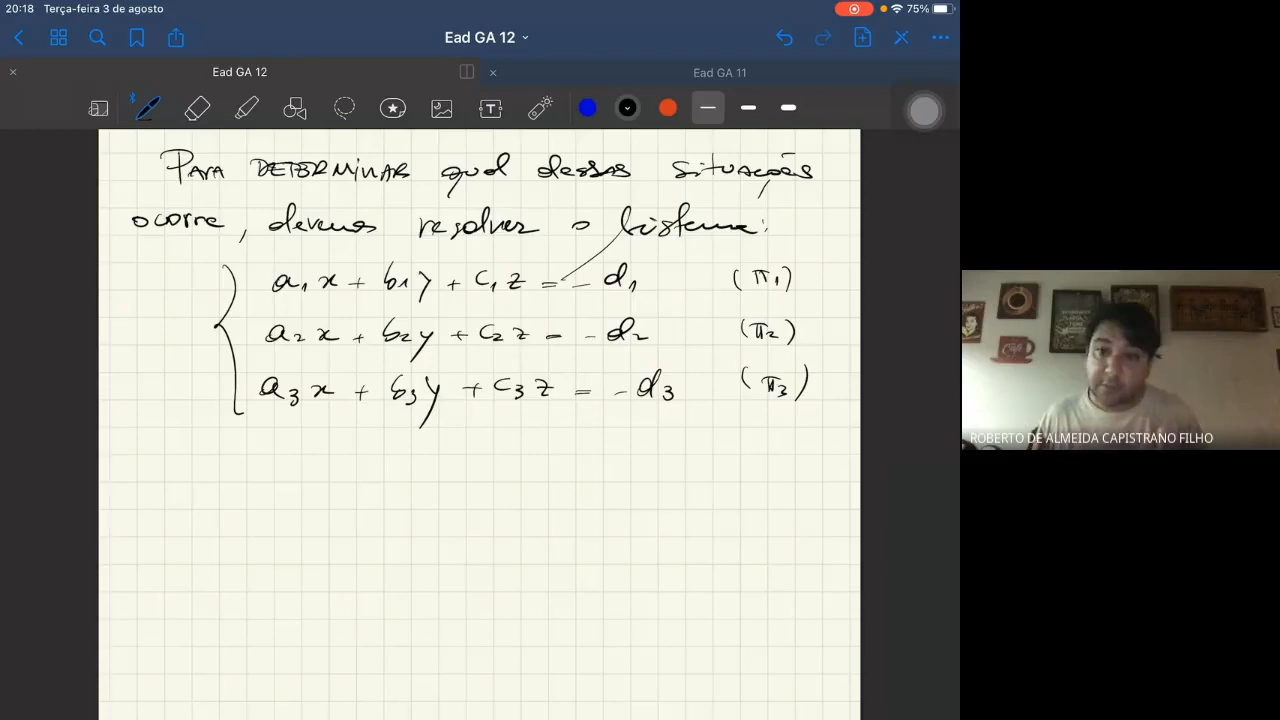 20:18 Terça-feira 3 de agosto
75%
Ead GA 12
Ead GA 12
Ead GA 11
PARA DETERMINAR qual dessas situações
ocorre, devemos resolver o sistema:
a₁x + b₁y + c₁z = -d₁ (π₁)
a₂x + b₂y + c₂z = -d₂ (π₂)
a₃x + b₃y + c₃z = -d₃ (π₃)
ROBERTO DE ALMEIDA CAPISTRANO FILHO